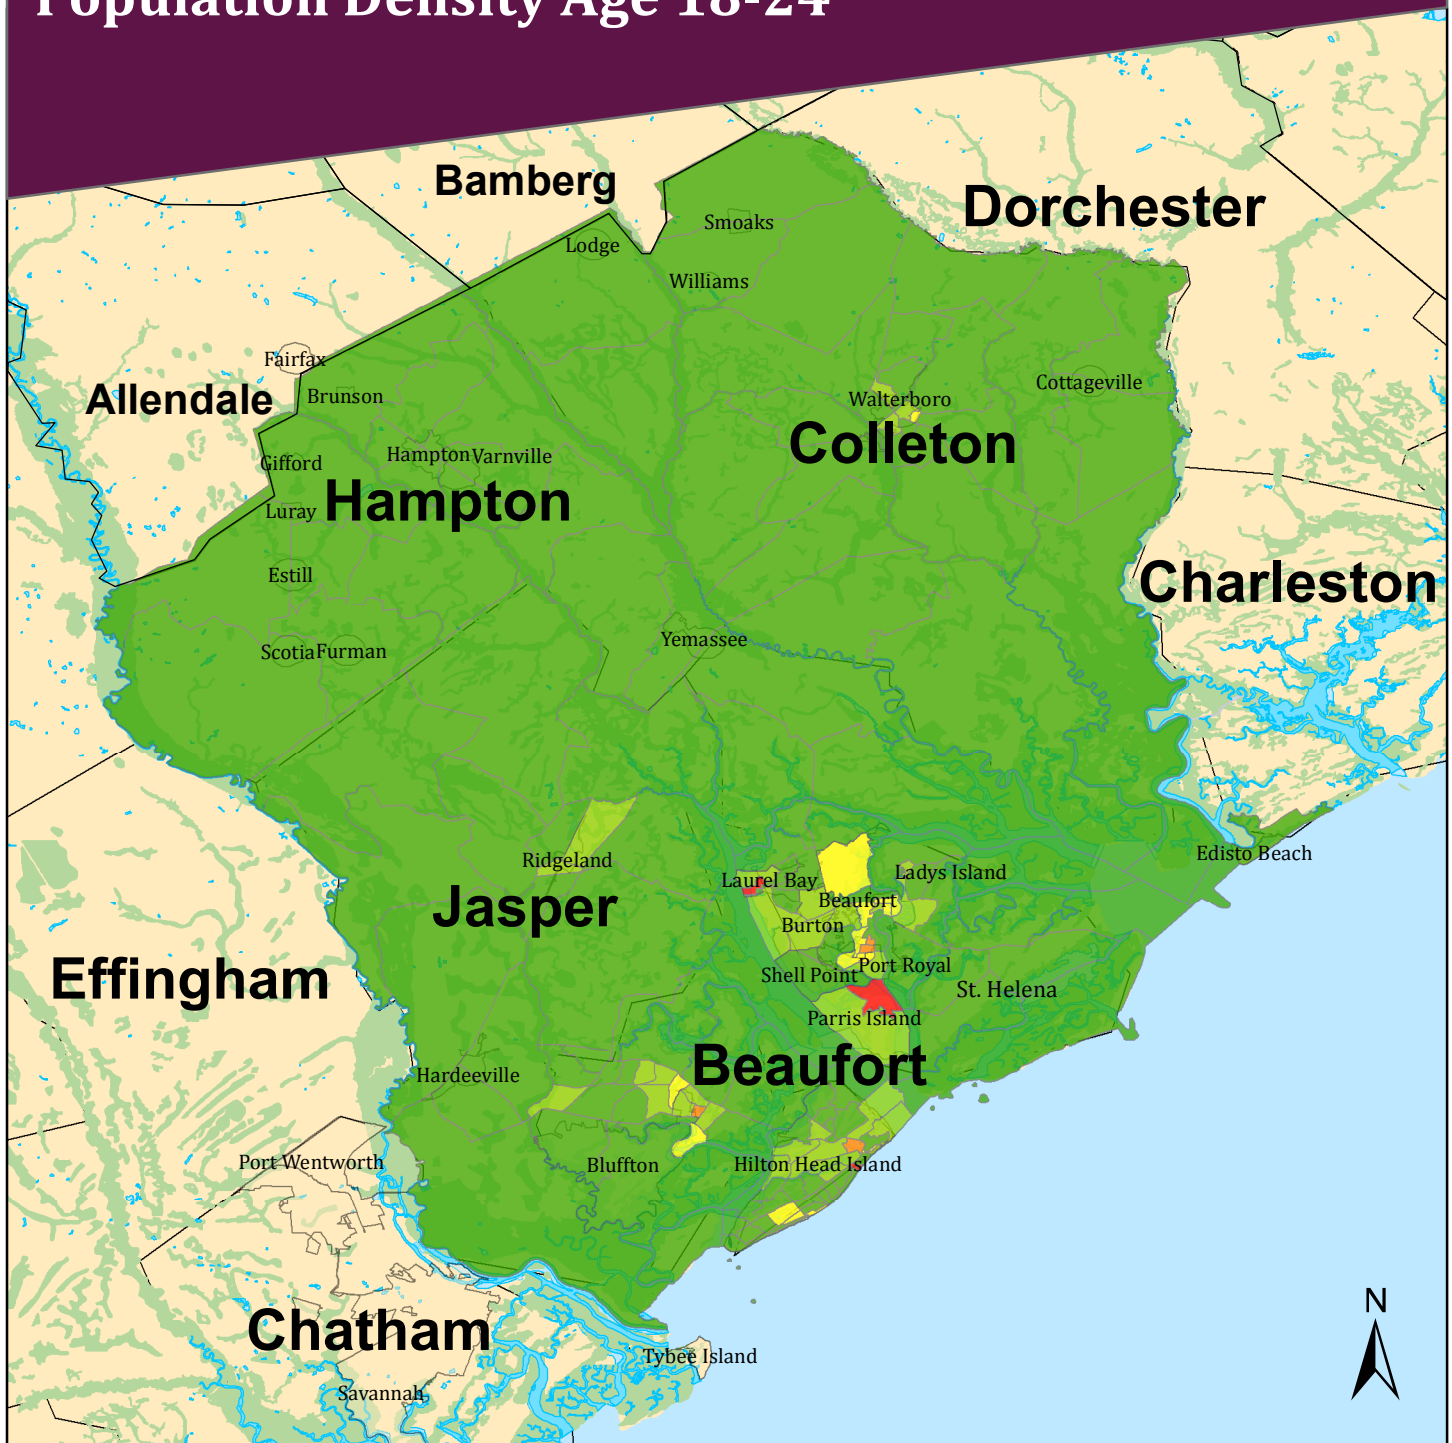 Population Density Age 18-24
Bamberg
Dorchester
Smoaks
Lodge
Williams
Fairfax
Allendale
Brunson
Cottageville
Walterboro
Colleton
Hampton
Varnville
Gifford
Hampton
Luray
Estill
Charleston
Yemassee
Scotia
Furman
Edisto Beach
Ridgeland
Laurel Bay
Ladys Island
Beaufort
Jasper
Burton
Effingham
Shell Point
Port Royal
St. Helena
Parris Island
Beaufort
Hardeeville
Port Wentworth
Bluffton
Hilton Head Island
N
Chatham
Tybee Island
Savannah